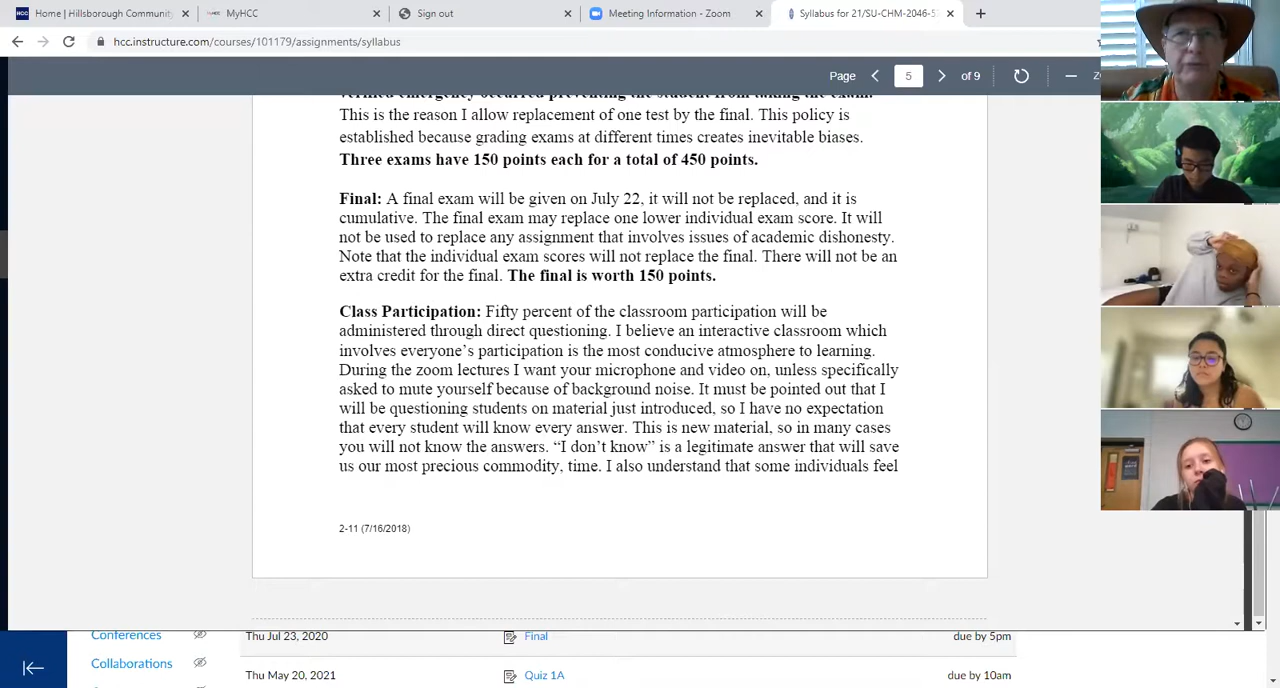 Home | Hillsborough Community
MyHCC
Sign out
Meeting Information - Zoom
Syllabus for 21/SU-CHM-2046-5
hcc.instructure.com/courses/101179/assignments/syllabus
Page 5 of 9
verified emergency occurred preventing the student from taking the exam.
This is the reason I allow replacement of one test by the final. This policy is
established because grading exams at different times creates inevitable biases.
Three exams have 150 points each for a total of 450 points.
Final: A final exam will be given on July 22, it will not be replaced, and it is
cumulative. The final exam may replace one lower individual exam score. It will
not be used to replace any assignment that involves issues of academic dishonesty.
Note that the individual exam scores will not replace the final. There will not be an
extra credit for the final. The final is worth 150 points.
Class Participation: Fifty percent of the classroom participation will be
administered through direct questioning. I believe an interactive classroom which
involves everyone's participation is the most conducive atmosphere to learning.
During the zoom lectures I want your microphone and video on, unless specifically
asked to mute yourself because of background noise. It must be pointed out that I
will be questioning students on material just introduced, so I have no expectation
that every student will know every answer. This is new material, so in many cases
you will not know the answers. “I don't know” is a legitimate answer that will save
us our most precious commodity, time. I also understand that some individuals feel
2-11 (7/16/2018)
Conferences
Thu Jul 23, 2020 Final due by 5pm
Collaborations
Thu May 20, 2021 Quiz 1A due by 10am